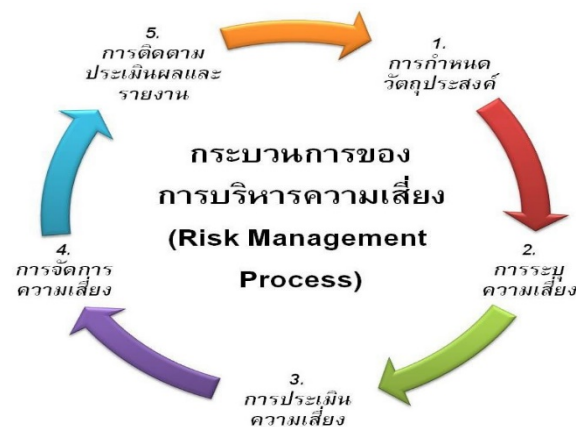 กระบวนการของ
การบริหารความเสี่ยง
(Risk Management
Process)
1.
การกำหนด
วัตถุประสงค์
2.
การระบุ
ความเสี่ยง
3.
การประเมิน
ความเสี่ยง
4.
การจัดการ
ความเสี่ยง
5.
การติดตาม
ประเมินผลและ
รายงาน